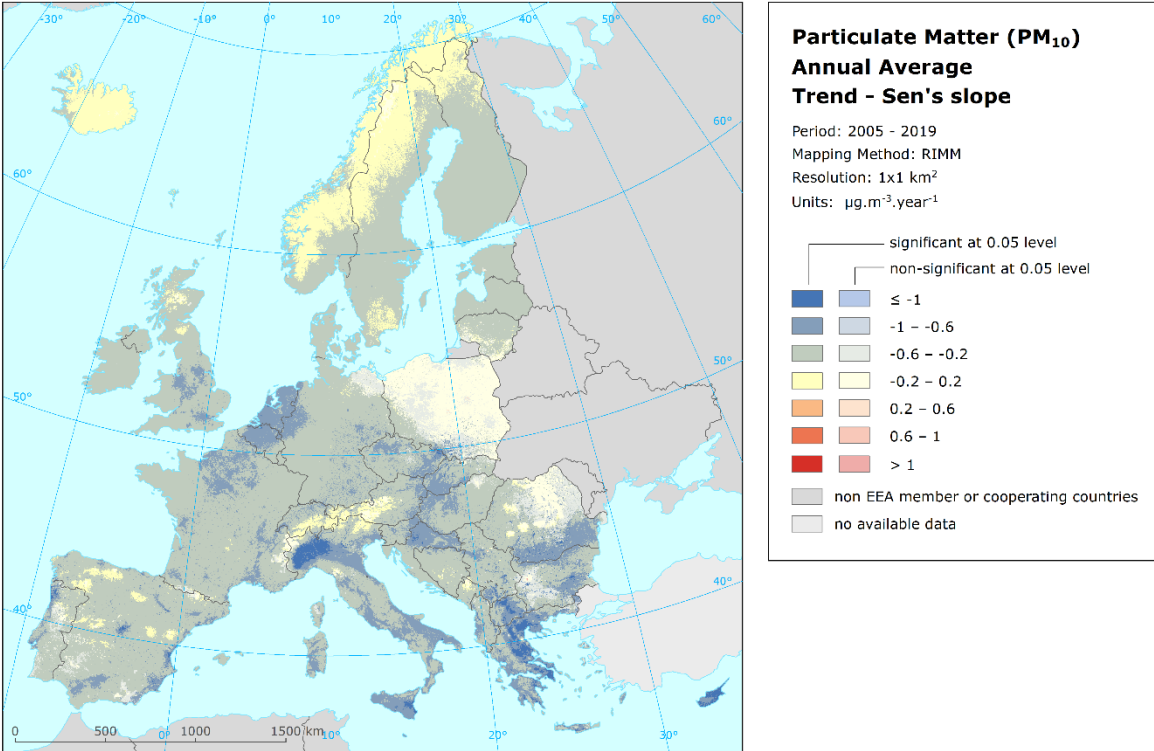 -30° -20° -10° 0° 10° 20° 30° 40° 50° 60°
-30°
60°
60°
50°
50°
40°
40°
0° 10° 20° 30°
0 500 1000 1500 km
Particulate Matter (PM₁₀)
Annual Average
Trend - Sen's slope
Period: 2005 - 2019
Mapping Method: RIMM
Resolution: 1x1 km²
Units: µg.m⁻³.year⁻¹
significant at 0.05 level
non-significant at 0.05 level
≤ -1
-1 – -0.6
-0.6 – -0.2
-0.2 – 0.2
0.2 – 0.6
0.6 – 1
> 1
non EEA member or cooperating countries
no available data